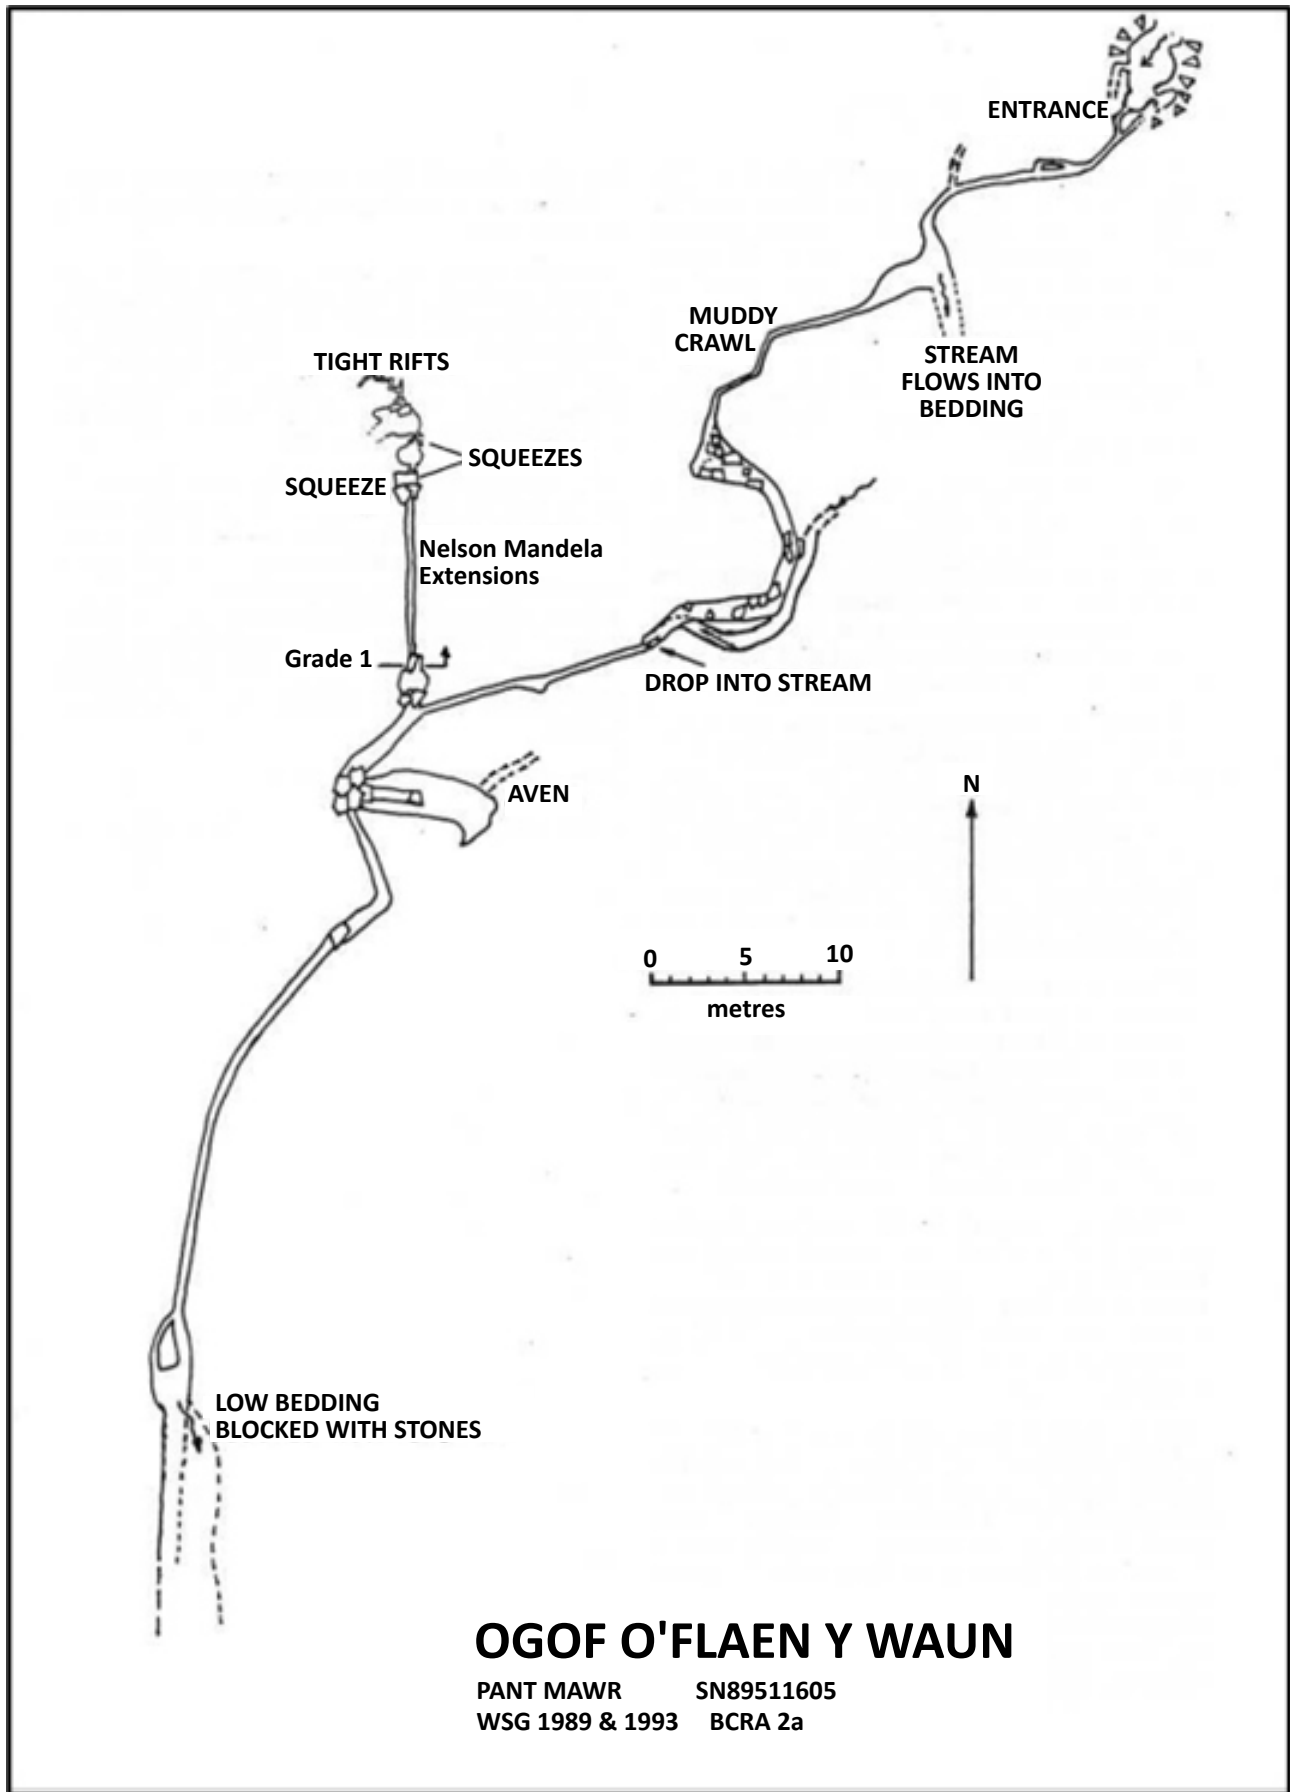 ENTRANCE
MUDDY
CRAWL
STREAM
FLOWS INTO
BEDDING
TIGHT RIFTS
SQUEEZES
SQUEEZE
Nelson Mandela
Extensions
Grade 1
DROP INTO STREAM
AVEN
N
0 5 10
metres
LOW BEDDING
BLOCKED WITH STONES
OGOF O'FLAEN Y WAUN
PANT MAWR SN89511605
WSG 1989 & 1993 BCRA 2a